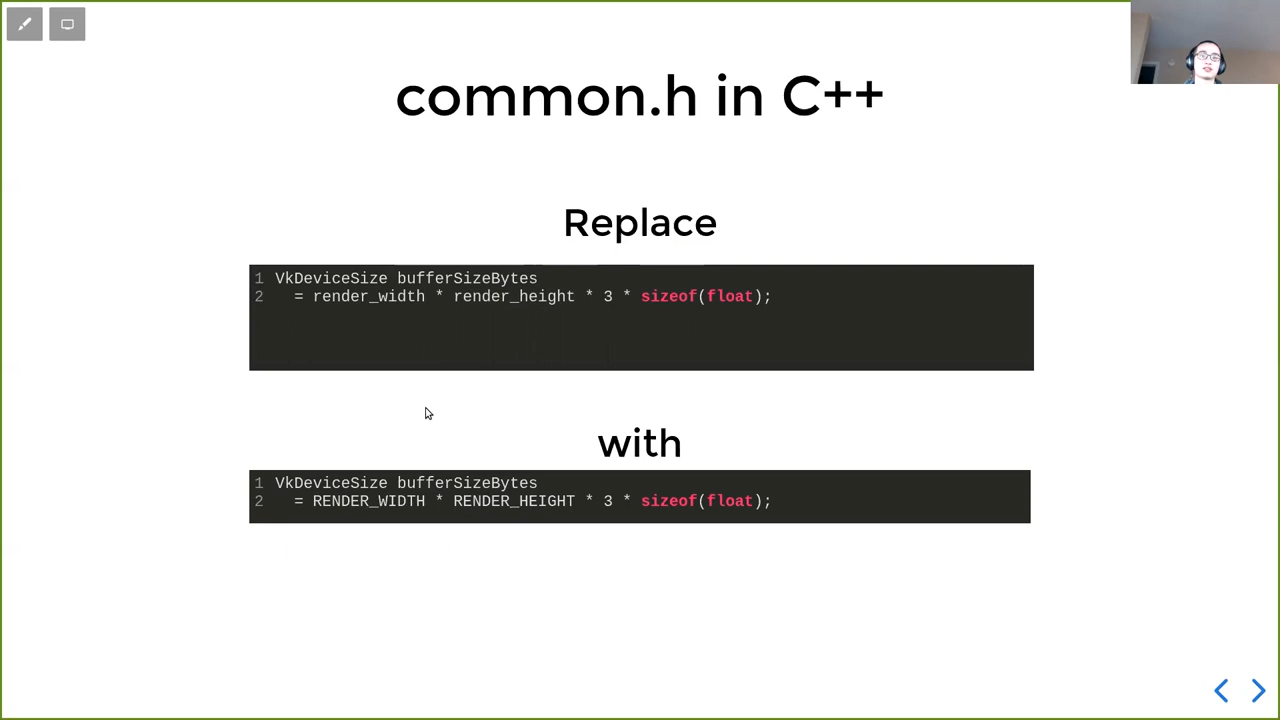 common.h in C++
Replace
1 VkDeviceSize bufferSizeBytes
2   = render_width * render_height * 3 * sizeof(float);
with
1 VkDeviceSize bufferSizeBytes
2   = RENDER_WIDTH * RENDER_HEIGHT * 3 * sizeof(float);